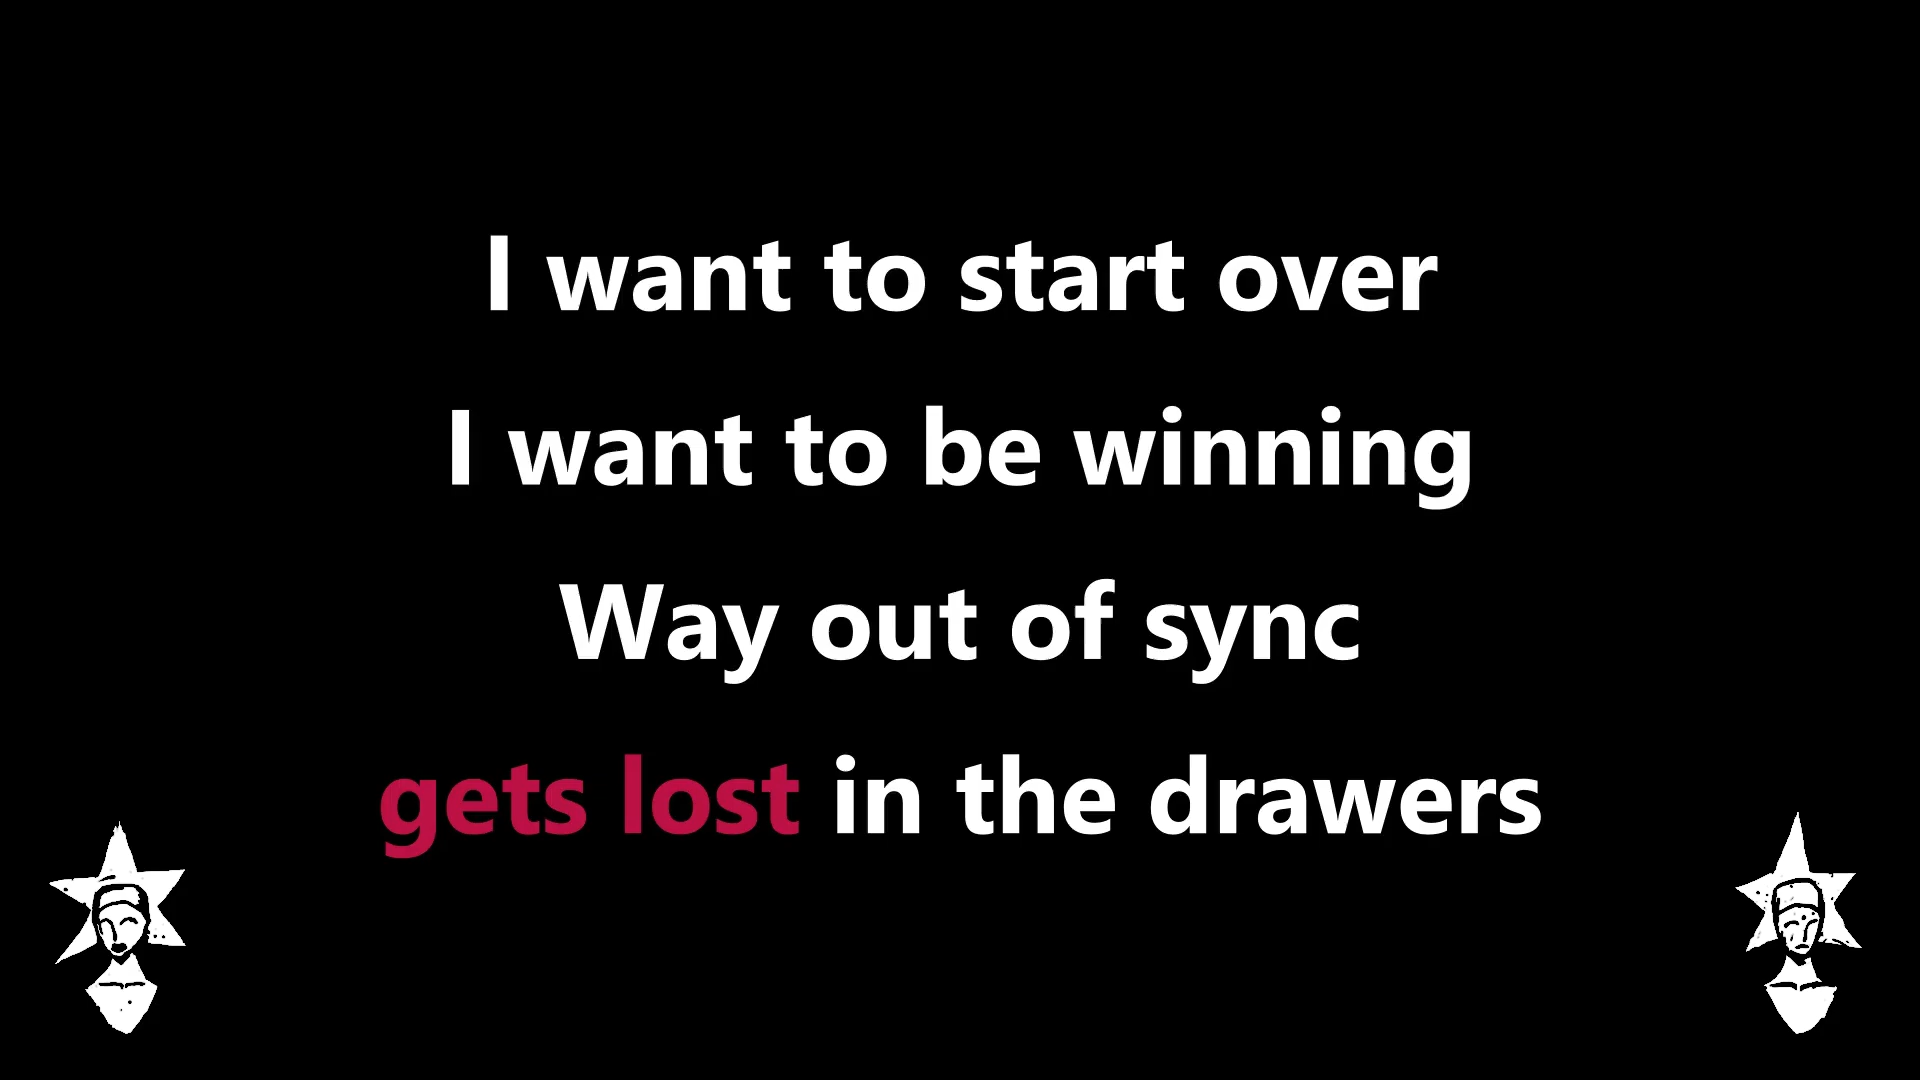 I want to start over
I want to be winning
Way out of sync
gets lost in the drawers